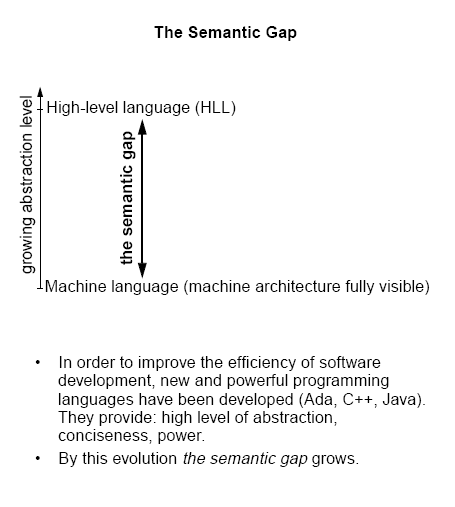 The Semantic Gap
growing abstraction level
High-level language (HLL)
the semantic gap
Machine language (machine architecture fully visible)
• In order to improve the efficiency of software
development, new and powerful programming
languages have been developed (Ada, C++, Java).
They provide: high level of abstraction,
conciseness, power.
• By this evolution the semantic gap grows.